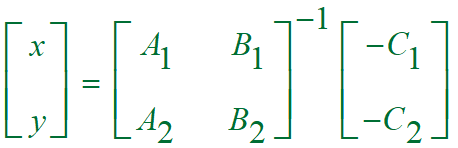 [x y] = [A₁ B₁ A₂ B₂]⁻¹ [-C₁ -C₂]